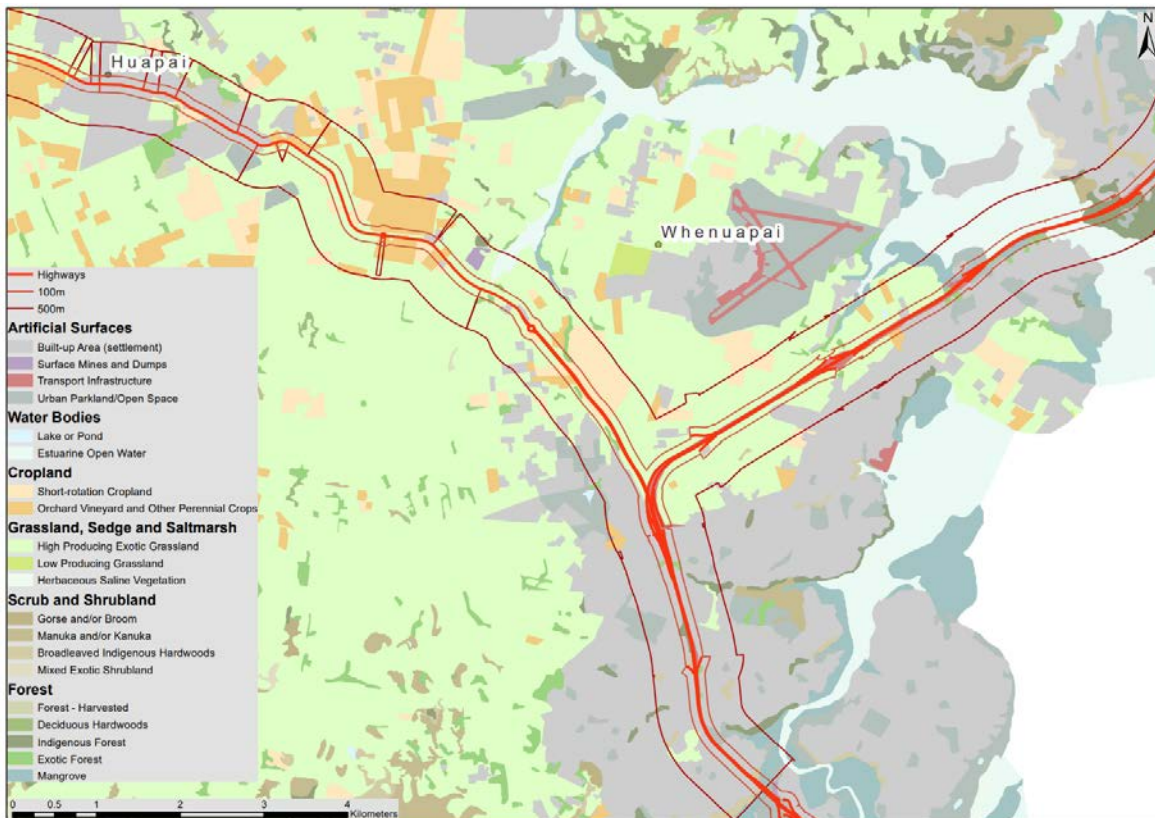 N
Huapai
Whenuapai
Highways
100m
500m
Artificial Surfaces
Built-up Area (settlement)
Surface Mines and Dumps
Transport Infrastructure
Urban Parkland/Open Space
Water Bodies
Lake or Pond
Estuarine Open Water
Cropland
Short-rotation Cropland
Orchard Vineyard and Other Perennial Crops
Grassland, Sedge and Saltmarsh
High Producing Exotic Grassland
Low Producing Grassland
Herbaceous Saline Vegetation
Scrub and Shrubland
Gorse and/or Broom
Manuka and/or Kanuka
Broadleaved Indigenous Hardwoods
Mixed Exotic Shrubland
Forest
Forest - Harvested
Deciduous Hardwoods
Indigenous Forest
Exotic Forest
Mangrove
0 0.5 1 2 3 4
Kilometers